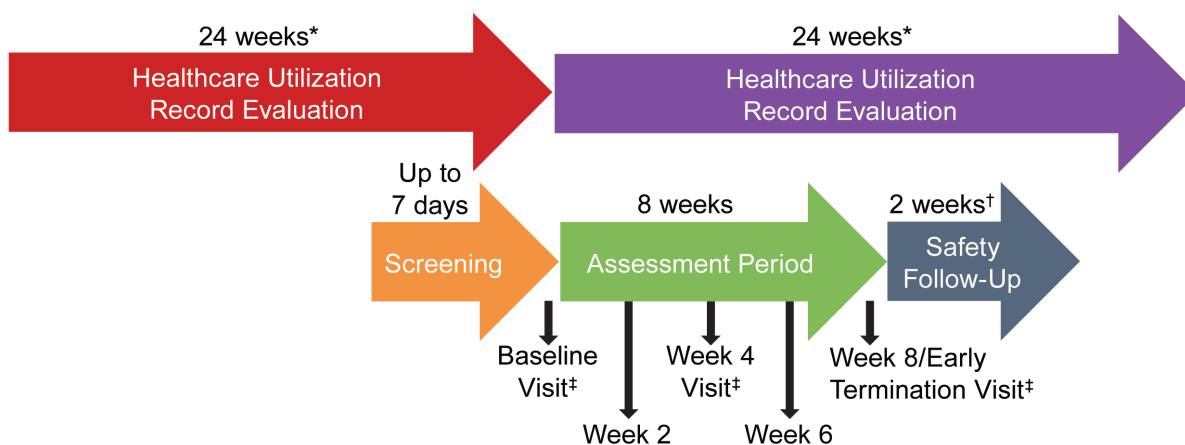 24 weeks*
Healthcare Utilization
Record Evaluation
24 weeks*
Healthcare Utilization
Record Evaluation
Up to
7 days
Screening
8 weeks
Assessment Period
2 weeks†
Safety
Follow-Up
Baseline
Visit‡
Week 2
Week 4
Visit‡
Week 6
Week 8/Early
Termination Visit‡